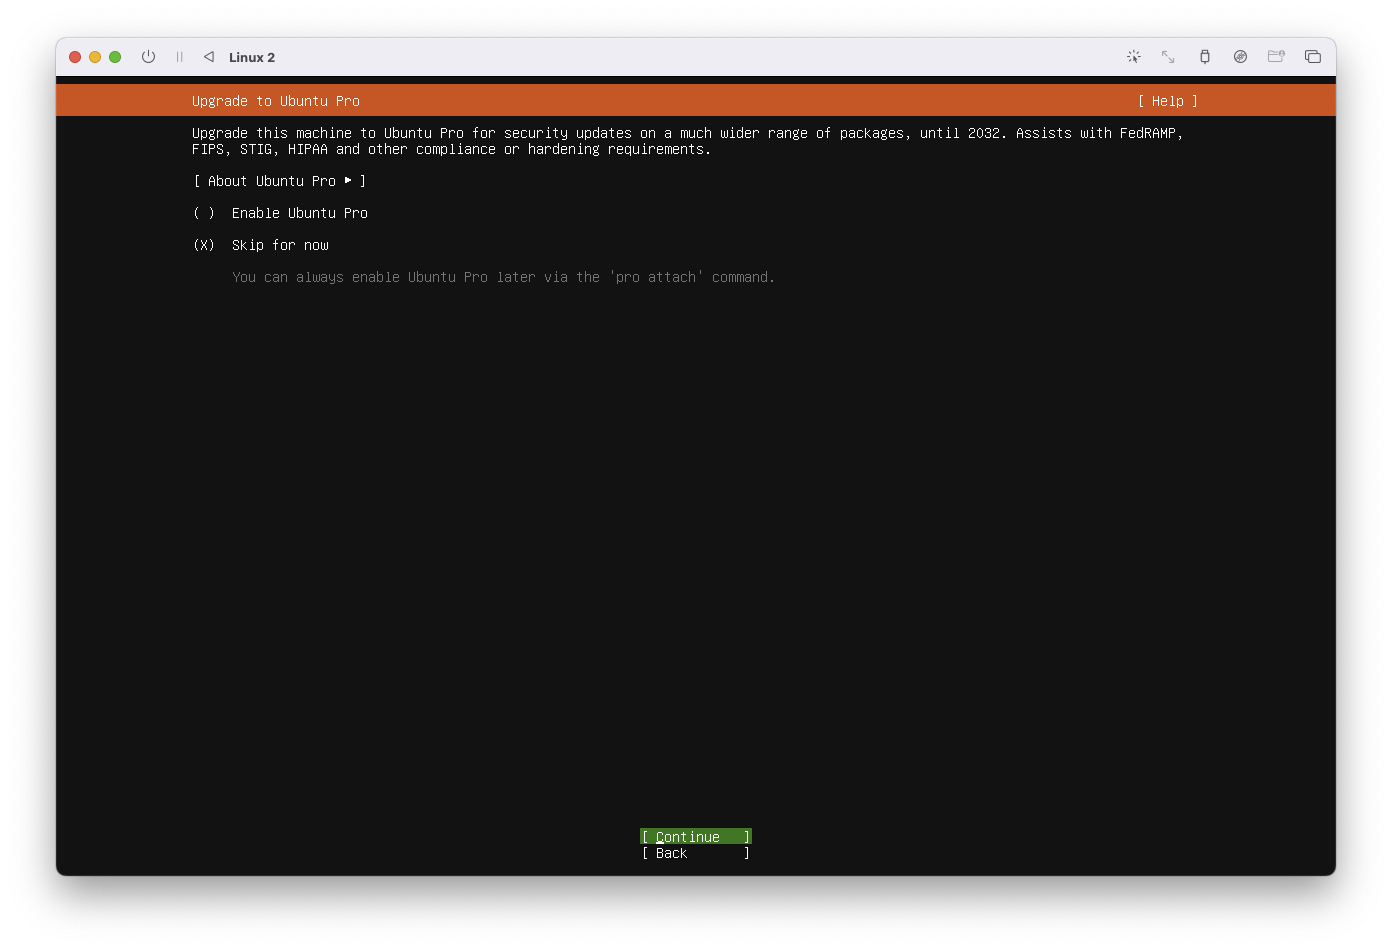 Linux 2
Upgrade to Ubuntu Pro [ Help ]
Upgrade this machine to Ubuntu Pro for security updates on a much wider range of packages, until 2032. Assists with FedRAMP,
FIPS, STIG, HIPAA and other compliance or hardening requirements.
[ About Ubuntu Pro ▸ ]
( ) Enable Ubuntu Pro
(X) Skip for now
You can always enable Ubuntu Pro later via the 'pro attach' command.
[ Continue ]
[ Back ]